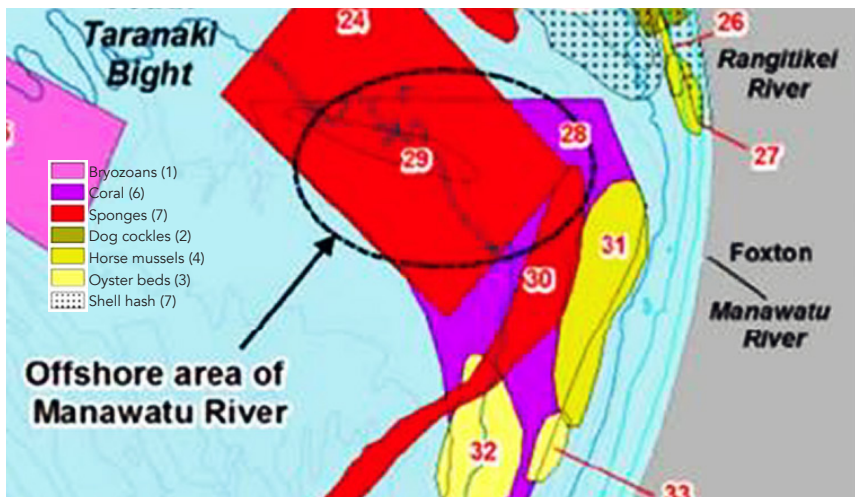 24
26
Taranaki
Bight
Rangitikei
River
28
29
27
Bryozoans (1)
Coral (6)
Sponges (7)
Dog cockles (2)
Horse mussels (4)
Oyster beds (3)
Shell hash (7)
31
Foxton
30
Manawatu
River
Offshore area of
Manawatu River
32
33